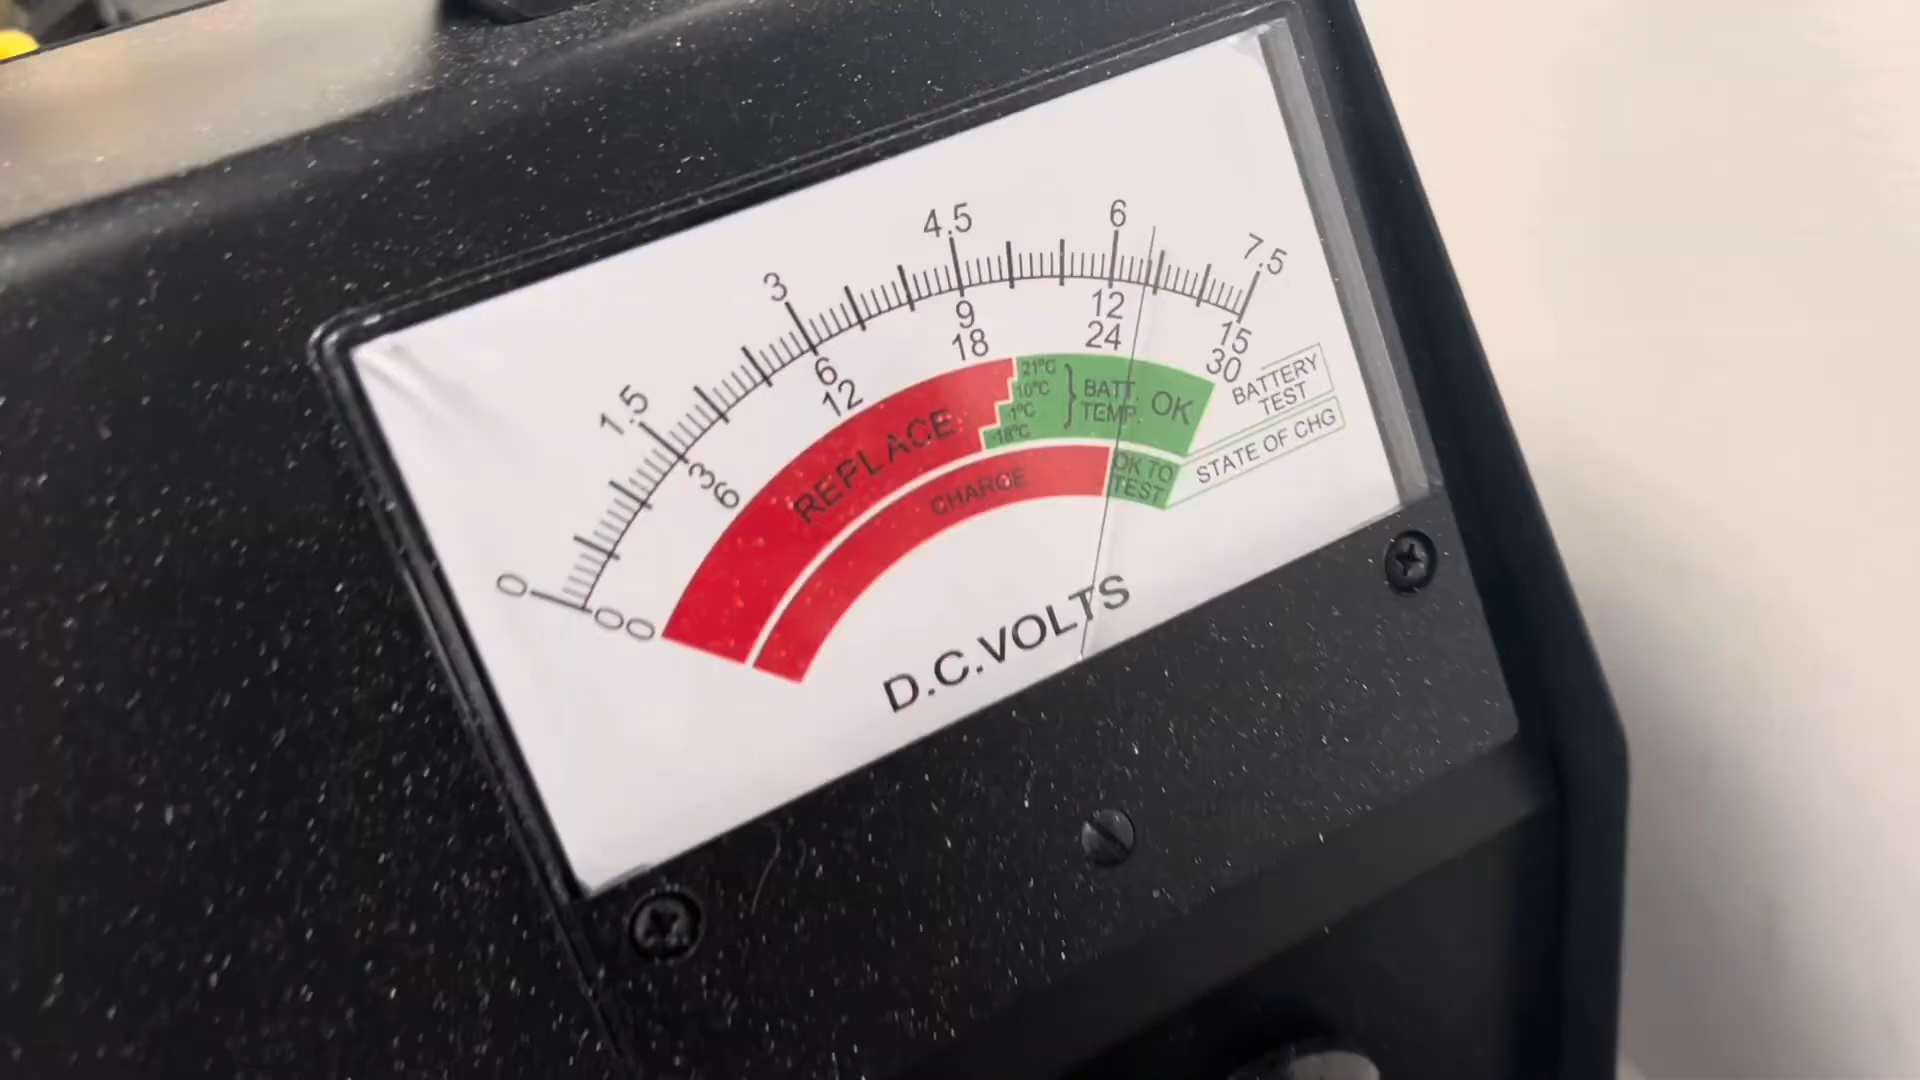 0 1.5 3 4.5 6 7.5
0 3 6 9 12 15
0 6 12 18 24 30
REPLACE
21°C
10°C
-1°C
-18°C
BATT.
TEMP.
OK
BATTERY
TEST
CHARGE
OK TO
TEST
STATE OF CHG
D.C.VOLTS